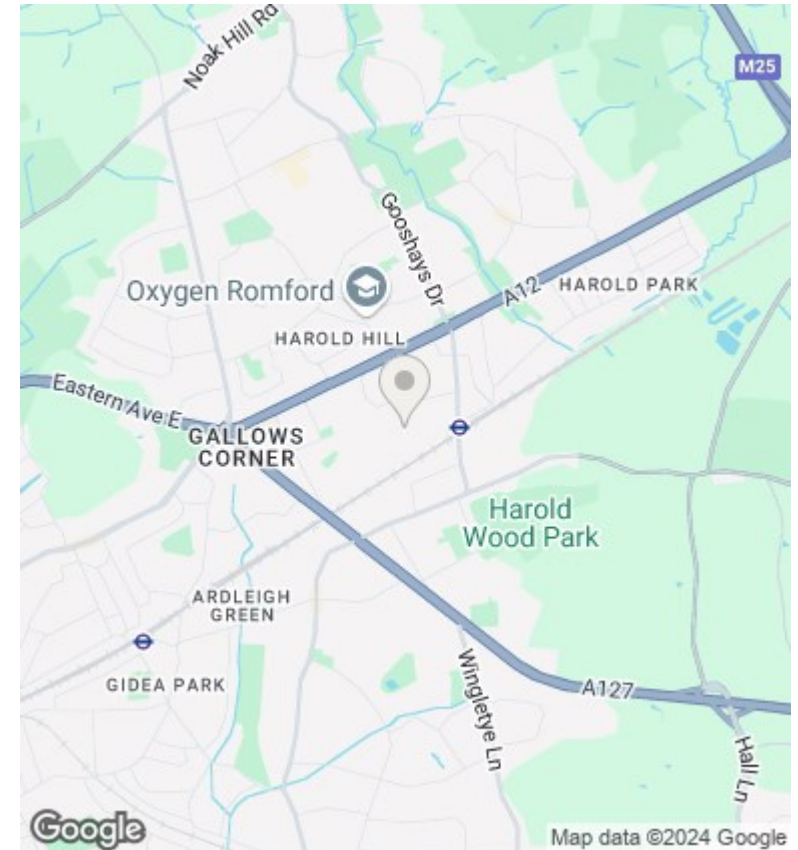 Noak Hill Rd
M25
Gooshays Dr
Oxygen Romford
A12
HAROLD PARK
HAROLD HILL
Eastern Ave E
GALLOWS
CORNER
Harold
Wood Park
ARDLEIGH
GREEN
GIDEA PARK
Wingletye Ln
A127
Hall Ln
Google
Map data ©2024 Google